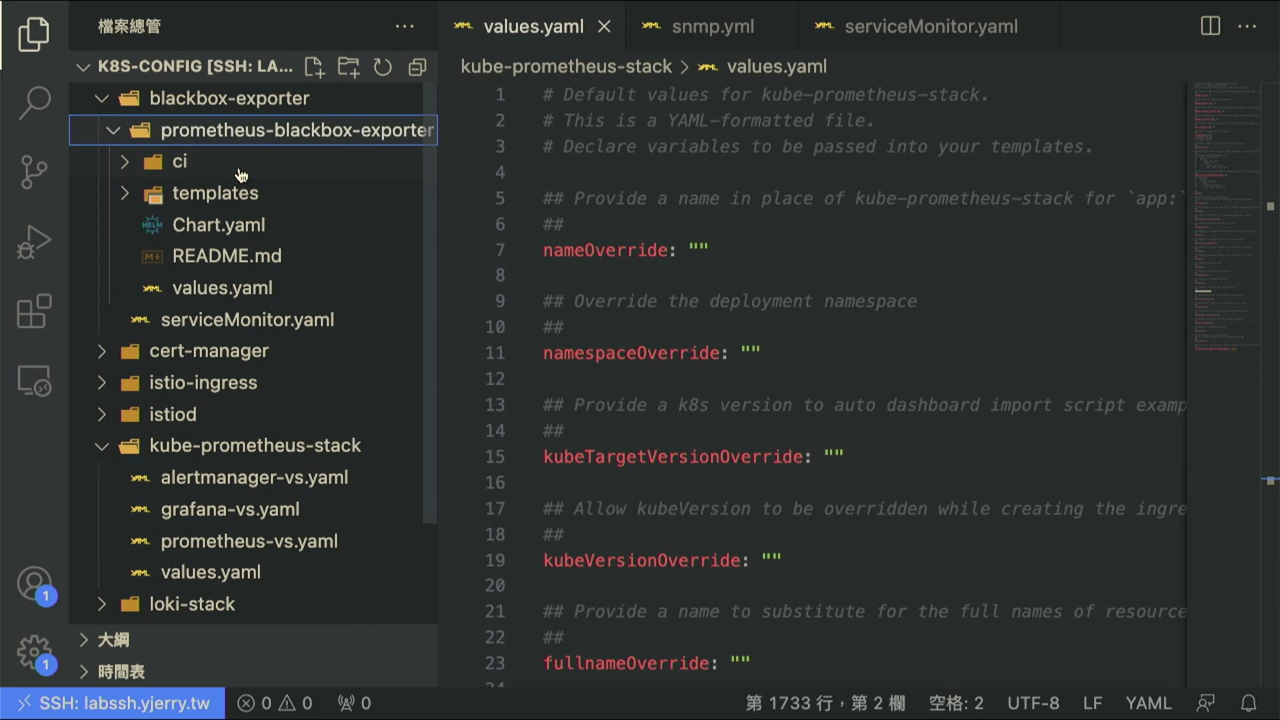 檔案總管
K8S-CONFIG [SSH: LA...
blackbox-exporter
prometheus-blackbox-exporter
ci
templates
Chart.yaml
README.md
values.yaml
serviceMonitor.yaml
cert-manager
istio-ingress
istiod
kube-prometheus-stack
alertmanager-vs.yaml
grafana-vs.yaml
prometheus-vs.yaml
values.yaml
loki-stack
大綱
時間表
1
1
values.yaml
snmp.yml
serviceMonitor.yaml
kube-prometheus-stack > values.yaml
1 # Default values for kube-prometheus-stack.
2 # This is a YAML-formatted file.
3 # Declare variables to be passed into your templates.
4
5 ## Provide a name in place of kube-prometheus-stack for `app:`
6 ##
7 nameOverride: ""
8
9 ## Override the deployment namespace
10 ##
11 namespaceOverride: ""
12
13 ## Provide a k8s version to auto dashboard import script examp
14 ##
15 kubeTargetVersionOverride: ""
16
17 ## Allow kubeVersion to be overridden while creating the ingre
18 ##
19 kubeVersionOverride: ""
20
21 ## Provide a name to substitute for the full names of resource
22 ##
23 fullnameOverride: ""
SSH: labssh.yjerry.tw 0 0 0 第 1733 行，第 2 欄 空格: 2 UTF-8 LF YAML